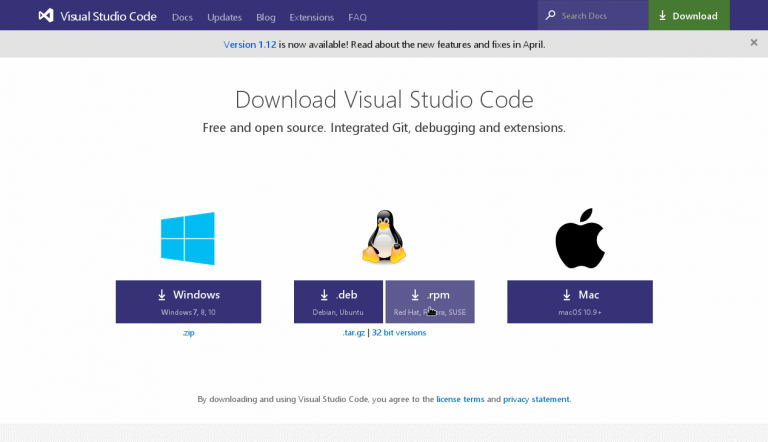 Visual Studio Code Docs Updates Blog Extensions FAQ Search Docs Download
Version 1.12 is now available! Read about the new features and fixes in April.
Download Visual Studio Code
Free and open source. Integrated Git, debugging and extensions.
Windows
Windows 7, 8, 10
.zip
.deb
Debian, Ubuntu
.rpm
Red Hat, SUSE
.tar.gz | 32 bit versions
Mac
macOS 10.9+
By downloading and using Visual Studio Code, you agree to the license terms and privacy statement.